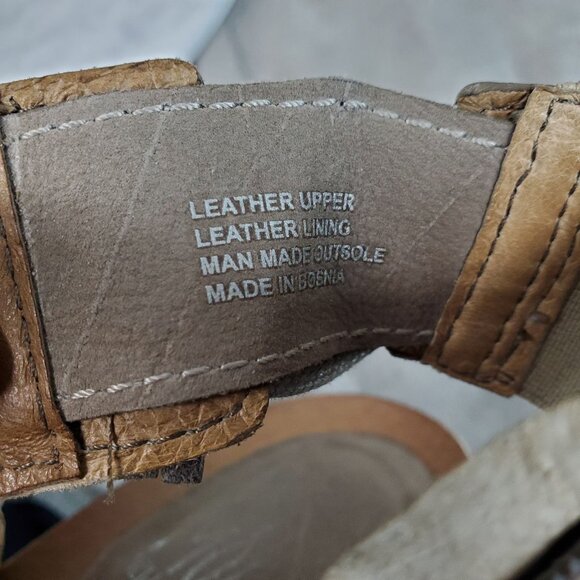 LEATHER UPPER
LEATHER LINING
MAN MADE OUTSOLE
MADE IN BOSNIA